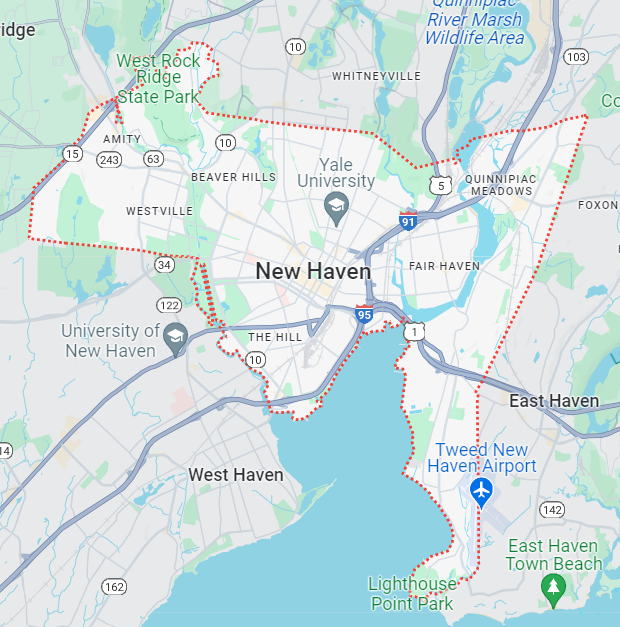 Quinnipiac
River Marsh
Wildlife Area
ridge
10
103
West Rock
Ridge
State Park
WHITNEYVILLE
Co
AMITY
15
243
63
10
BEAVER HILLS
Yale
University
5
QUINNIPIAC
MEADOWS
WESTVILLE
FOXON
91
34
New Haven
FAIR HAVEN
122
95
University of
New Haven
THE HILL
1
10
East Haven
14
Tweed New
Haven Airport
West Haven
142
East Haven
Town Beach
162
Lighthouse
Point Park